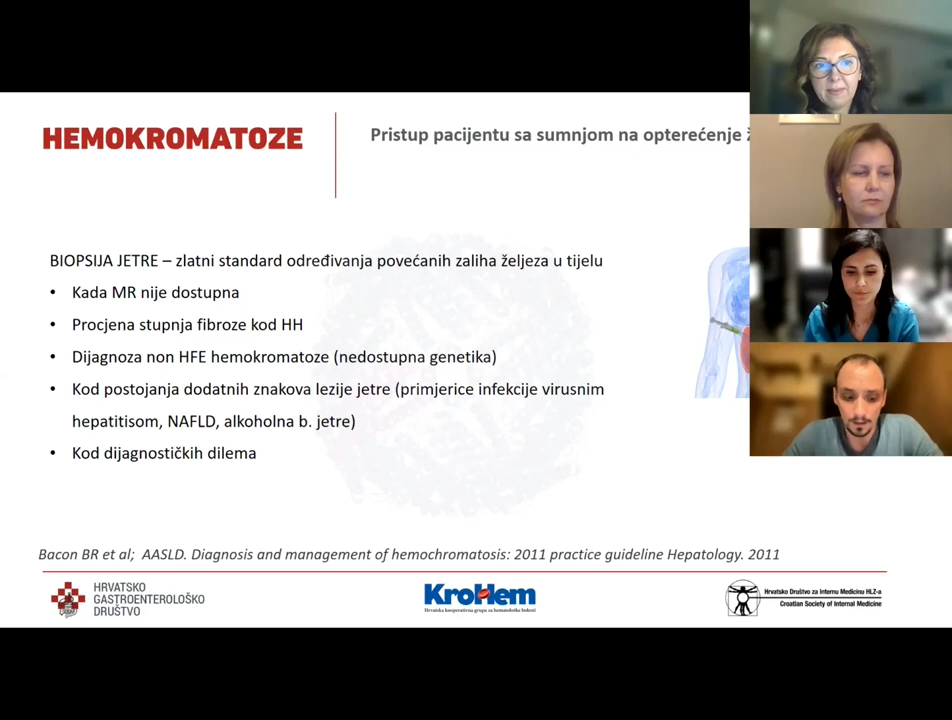 HEMOKROMATOZE
Pristup pacijentu sa sumnjom na opterećenje
BIOPSIJA JETRE – zlatni standard određivanja povećanih zaliha željeza u tijelu
• Kada MR nije dostupna
• Procjena stupnja fibroze kod HH
• Dijagnoza non HFE hemokromatoze (nedostupna genetika)
• Kod postojanja dodatnih znakova lezije jetre (primjerice infekcije virusnim
hepatitisom, NAFLD, alkoholna b. jetre)
• Kod dijagnostičkih dilema
Bacon BR et al; AASLD. Diagnosis and management of hemochromatosis: 2011 practice guideline Hepatology. 2011
HRVATSKO
GASTROENTEROLOŠKO
DRUŠTVO
KroHem
Hrvatska kooperativna grupa za hematološke bolesti
Hrvatsko Društvo za Internu Medicinu HLZ-a
Croatian Society of Internal Medicine